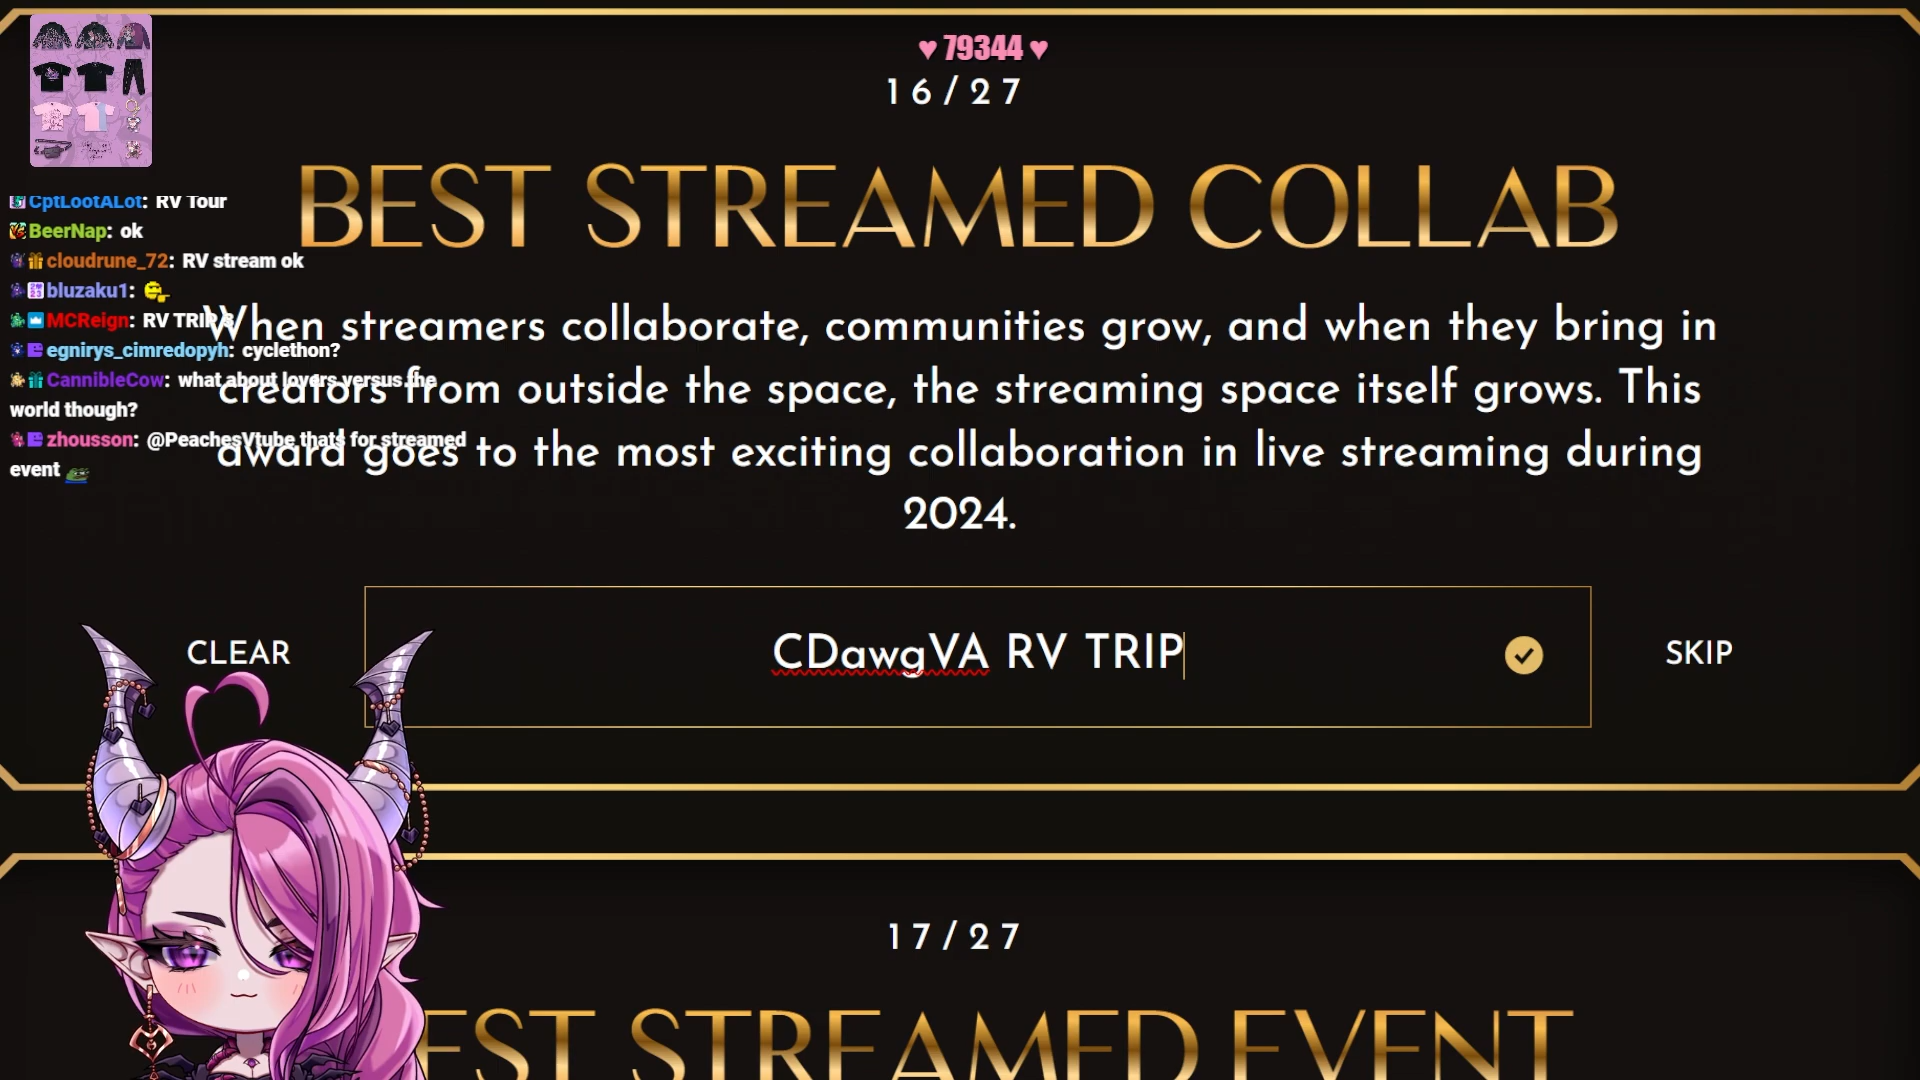 ♥ 79344 ♥
16/27
BEST STREAMED COLLAB
CptLootALot: RV Tour
BeerNap: ok
cloudrune_72: RV stream ok
bluzaku1:
MCReign: RV TRIP
egnirys_cimredopyh: cyclethon?
CannibleCow: what about lovers versus the
world though?
zhousson: @PeachesVtube thats for streamed
event
When streamers collaborate, communities grow, and when they bring in
creators from outside the space, the streaming space itself grows. This
award goes to the most exciting collaboration in live streaming during
2024.
CLEAR
CDawgVA RV TRIP
SKIP
17/27
EST STREAMED EVENT